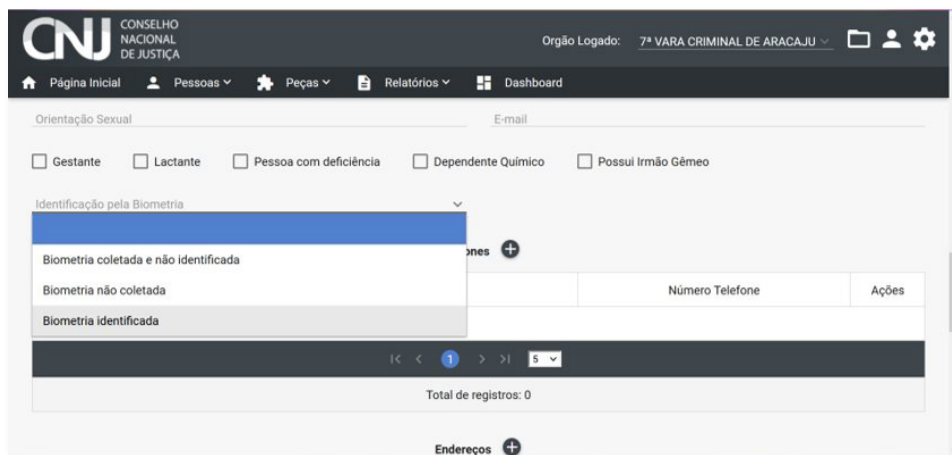 CNJ
CONSELHO
NACIONAL
DE JUSTIÇA
Orgão Logado: 7ª VARA CRIMINAL DE ARACAJU
Página Inicial Pessoas Peças Relatórios Dashboard
Orientação Sexual E-mail
Gestante Lactante Pessoa com deficiência Dependente Químico Possui Irmão Gêmeo
Identificação pela Biometria
ones
Biometria coletada e não identificada
Biometria não coletada Número Telefone Ações
Biometria identificada
1 5
Total de registros: 0
Endereços